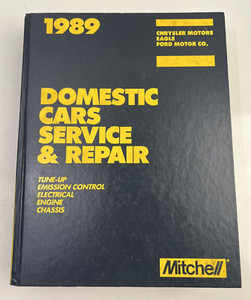 1989
CHRYSLER MOTORS
EAGLE
FORD MOTOR CO.
DOMESTIC
CARS
SERVICE
& REPAIR
TUNE-UP
EMISSION CONTROL
ELECTRICAL
ENGINE
CHASSIS
Mitchell